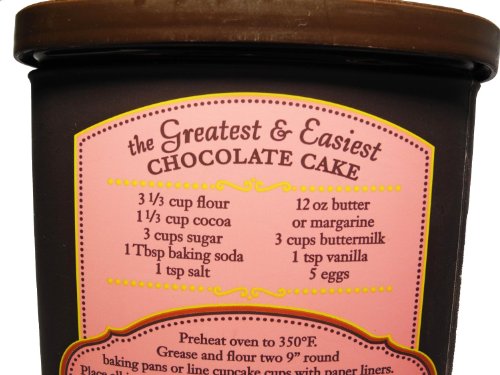 the Greatest & Easiest
CHOCOLATE CAKE
3 1/3 cup flour
1 1/3 cup cocoa
3 cups sugar
1 Tbsp baking soda
1 tsp salt
12 oz butter
or margarine
3 cups buttermilk
1 tsp vanilla
5 eggs
Preheat oven to 350°F.
Grease and flour two 9" round
baking pans or line cupcake cups with paper liners.
Place all